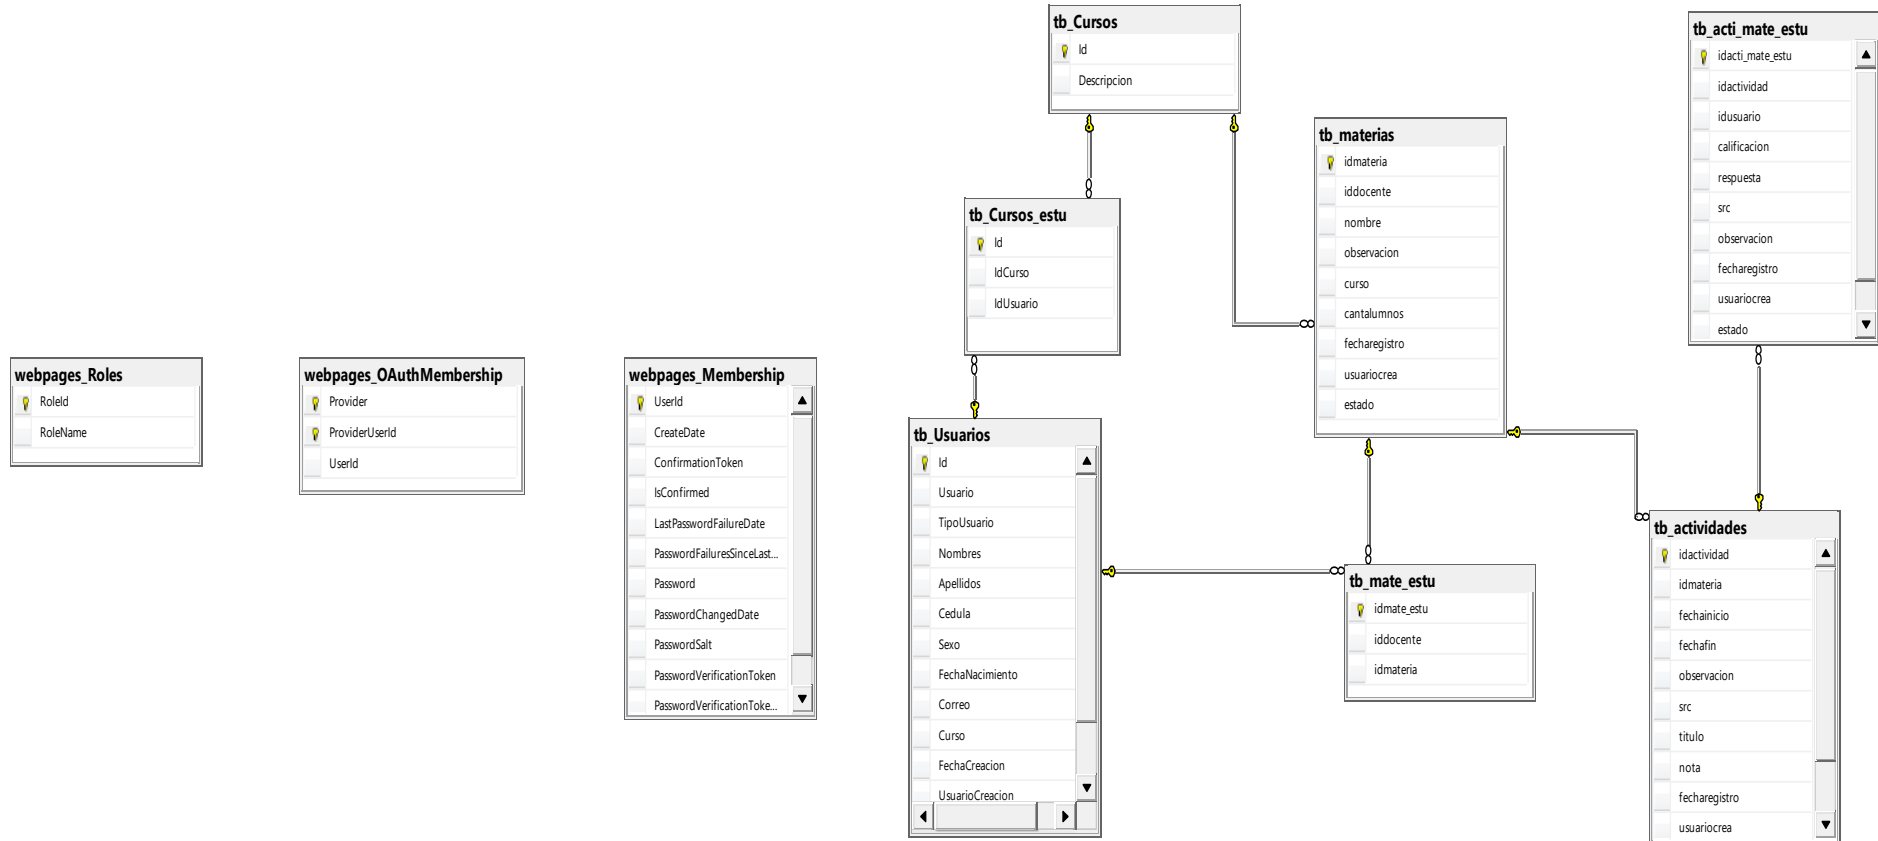 tb_Cursos
Id
Descripcion
tb_acti_mate_estu
idacti_mate_estu
idactividad
idusuario
calificacion
respuesta
src
observacion
fecharegistro
usuariocrea
estado
tb_materias
idmateria
iddocente
nombre
observacion
curso
cantalumnos
fecharegistro
usuariocrea
estado
tb_Cursos_estu
Id
IdCurso
IdUsuario
webpages_Roles
RoleId
RoleName
webpages_OAuthMembership
Provider
ProviderUserId
UserId
webpages_Membership
UserId
CreateDate
ConfirmationToken
IsConfirmed
LastPasswordFailureDate
PasswordFailuresSinceLast...
Password
PasswordChangedDate
PasswordSalt
PasswordVerificationToken
PasswordVerificationToke...
tb_Usuarios
Id
Usuario
TipoUsuario
Nombres
Apellidos
Cedula
Sexo
FechaNacimiento
Correo
Curso
FechaCreacion
UsuarioCreacion
tb_mate_estu
idmate_estu
iddocente
idmateria
tb_actividades
idactividad
idmateria
fechainicio
fechafin
observacion
src
titulo
nota
fecharegistro
usuariocrea